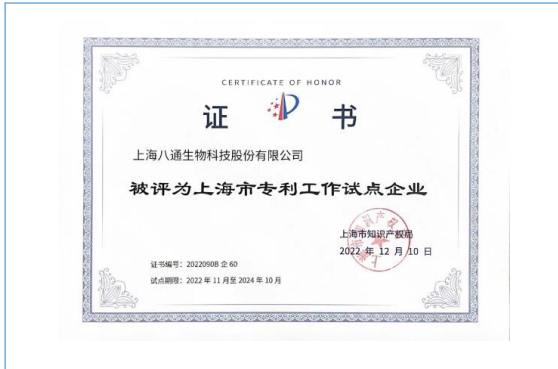 CERTIFICATE OF HONOR
证 书
上海八通生物科技股份有限公司
被评为上海市专利工作试点企业
上海市知识产权局
2022 年 12 月 10 日
证书编号：2022090B 企 60
试点期限：2022 年 11 月至 2024 年 10 月